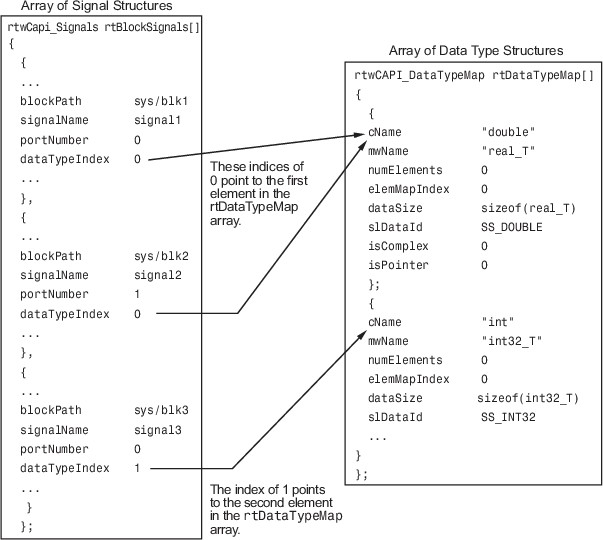 Array of Signal Structures
rtwCapi_Signals rtBlockSignals[]
{
{
...
blockPath sys/blk1
signalName signal1
portNumber 0
dataTypeIndex 0
...
},
{
...
blockPath sys/blk2
signalName signal2
portNumber 1
dataTypeIndex 0
...
},
{
...
blockPath sys/blk3
signalName signal3
portNumber 0
dataTypeIndex 1
...
}
};
These indices of
0 point to the first
element in the
rtDataTypeMap
array.
The index of 1 points
to the second element
in the rtDataTypeMap
array.
Array of Data Type Structures
rtwCAPI_DataTypeMap rtDataTypeMap[]
{
{
cName "double"
mwName "real_T"
numElements 0
elemMapIndex 0
dataSize sizeof(real_T)
slDataId SS_DOUBLE
isComplex 0
isPointer 0
};
{
cName "int"
mwName "int32_T"
numElements 0
elemMapIndex 0
dataSize sizeof(int32_T)
slDataId SS_INT32
...
}
};